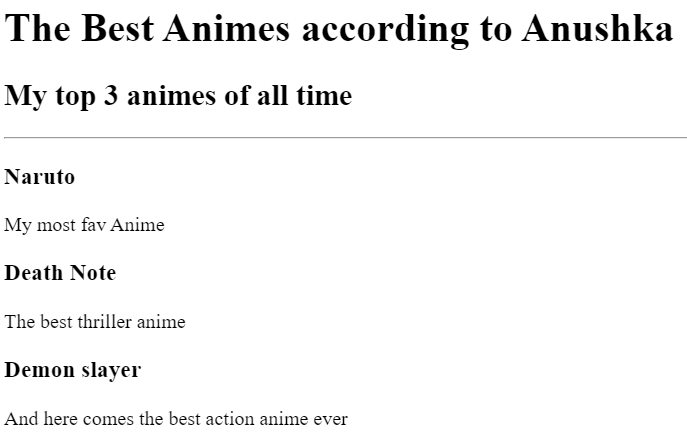 The Best Animes according to Anushka
My top 3 animes of all time
Naruto
My most fav Anime
Death Note
The best thriller anime
Demon slayer
And here comes the best action anime ever